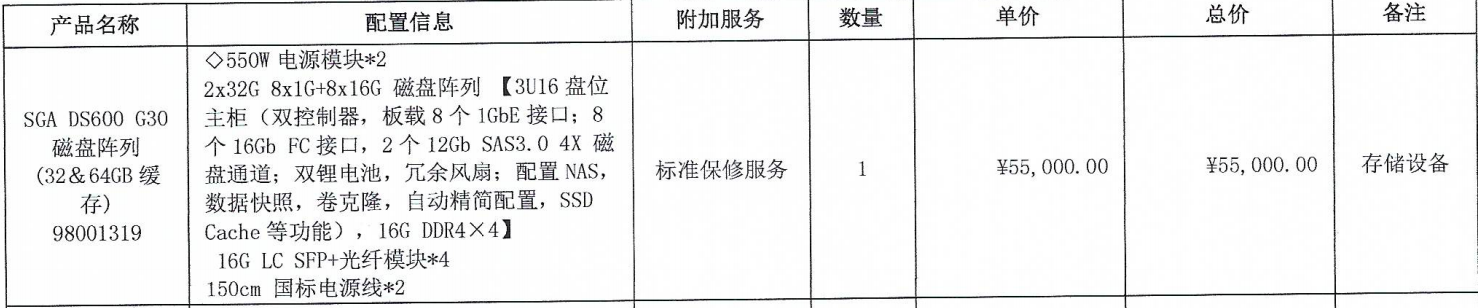 产品名称 配置信息 附加服务 数量 单价 总价 备注
SGA DS600 G30
磁盘阵列
(32＆64GB 缓
存)
98001319
◇550W 电源模块*2
2x32G 8x1G+8x16G 磁盘阵列 【3U16 盘位
主柜（双控制器，板载 8 个 1GbE 接口；8
个 16Gb FC 接口，2 个 12Gb SAS3.0 4X 磁
盘通道；双锂电池，冗余风扇；配置 NAS，
数据快照，卷克隆，自动精简配置，SSD
Cache 等功能），16G DDR4×4】
16G LC SFP+光纤模块*4
150cm 国标电源线*2
标准保修服务
1
¥55,000.00
¥55,000.00
存储设备